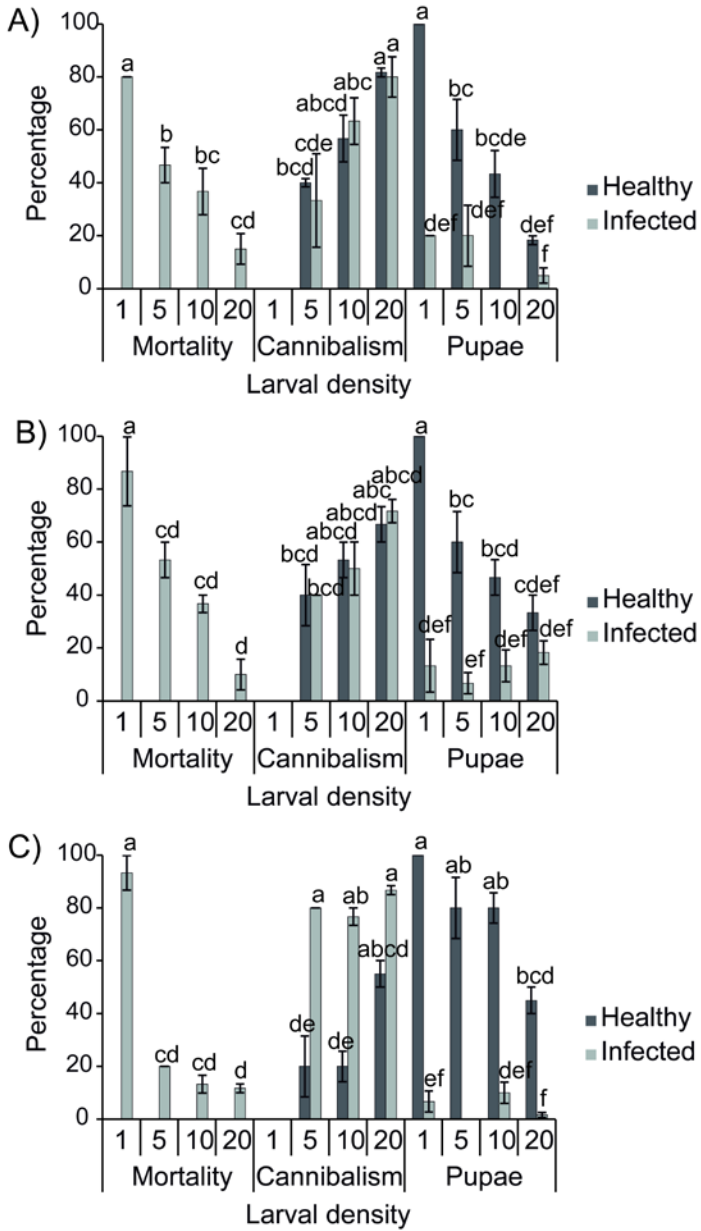 A)
100
80
60
40
20
0
Percentage
a
b
bc
cd
bcd
cde
abcd
abc
a
a
a
def
bc
def
bcde
def
f
Healthy
Infected
1 5 10 20 1 5 10 20 1 5 10 20
Mortality Cannibalism Pupae
Larval density
B)
100
80
60
40
20
0
Percentage
a
cd
cd
d
bcd
bcd
abcd
abcd
abc
abcd
a
def
bc
ef
bcd
def
cdef
def
Healthy
Infected
1 5 10 20 1 5 10 20 1 5 10 20
Mortality Cannibalism Pupae
Larval density
C)
100
80
60
40
20
0
Percentage
a
cd
cd
d
de
a
de
ab
abcd
a
a
ef
ab
ab
def
bcd
f
Healthy
Infected
1 5 10 20 1 5 10 20 1 5 10 20
Mortality Cannibalism Pupae
Larval density